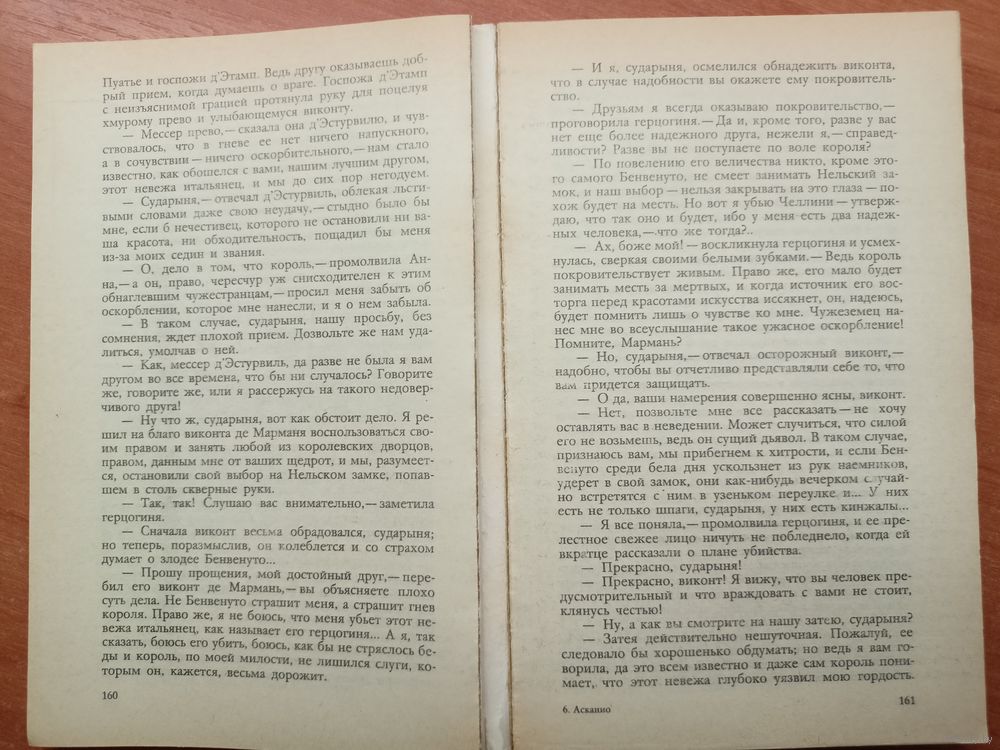 Пуатье и госпожи д'Этамп. Ведь другу оказываешь доб-
рый прием, когда думаешь о враге. Госпожа д'Этамп
с неизъяснимой грацией протянула руку для поцелуя
хмурому прево и улыбающемуся виконту.
— Мессер прево,— сказала она д'Эстурвилю, и чув-
ствовалось, что в гневе ее нет ничего напускного,
а в сочувствии — ничего оскорбительного,— нам стало
известно, как обошелся с вами, нашим лучшим другом,
этот невежа итальянец, и мы до сих пор негодуем.
— Сударыня,— отвечал д'Эстурвиль, облекая льсти-
выми словами даже свою неудачу,— стыдно было бы
мне, если б нечестивец, которого не остановили ни ва-
ша красота, ни обходительность, пощадил бы меня
из-за моих седин и звания.
— О, дело в том, что король,— промолвила Ан-
на,— а он, право, чересчур уж снисходителен к этим
обнаглевшим чужестранцам,— просил меня забыть об
оскорблении, которое мне нанесли, и я о нем забыла.
— В таком случае, сударыня, нашу просьбу, без
сомнения, ждет плохой прием. Дозвольте же нам уда-
литься, умолчав о ней.
— Как, мессер д'Эстурвиль, да разве не была я вам
другом во все времена, что бы ни случалось? Говорите
же, говорите же, или я рассержусь на такого недовер-
чивого друга!
— Ну что ж, сударыня, вот как обстоит дело. Я ре-
шил на благо виконта де Марманя воспользоваться сво-
им правом и занять любой из королевских дворцов,
правом, данным мне от ваших щедрот, и мы, разумеет-
ся, остановили свой выбор на Нельском замке, попав-
шем в столь скверные руки.
— Так, так! Слушаю вас внимательно,— заметила
герцогиня.
— Сначала виконт весьма обрадовался, сударыня;
но теперь, поразмыслив, он колеблется и со страхом
думает о злодее Бенвенуто...
— Прошу прощения, мой достойный друг,— пере-
бил его виконт де Мармань,— вы объясняете плохо
суть дела. Не Бенвенуто страшит меня, а страшит гнев
короля. Право же, я не боюсь, что меня убьет этот не-
вежа итальянец, как называет его герцогиня... А я, так
сказать, боюсь его убить, боюсь, как бы не стряслось бе-
ды и король, по моей милости, не лишился слуги, ко-
торым он, кажется, весьма дорожит.
160
— И я, сударыня, осмелился обнадежить виконта,
что в случае надобности вы окажете ему покровитель-
ство.
— Друзьям я всегда оказываю покровительство,—
проговорила герцогиня.— Да и, кроме того, разве у вас
нет еще более надежного друга, нежели я,— справед-
ливости? Разве вы не поступаете по воле короля?
— По повелению его величества никто, кроме это-
го самого Бенвенуто, не смеет занимать Нельский за-
мок, и наш выбор — нельзя закрывать на это глаза — по-
хож будет на месть. Но вот я убью Челлини — утверж-
даю, что так оно и будет, ибо у меня есть два надеж-
ных человека,— что же тогда?..
— Ах, боже мой! — воскликнула герцогиня и усмех-
нулась, сверкая своими белыми зубками.— Ведь король
покровительствует живым. Право же, его мало будет
занимать месть за мертвых, и когда источник его вос-
торга перед красотами искусства иссякнет, он, надеюсь,
будет помнить лишь о чувстве ко мне. Чужеземец на-
нес мне во всеуслышание такое ужасное оскорбление!
Помните, Мармань?
— Но, сударыня,— отвечал осторожный виконт,—
надобно, чтобы вы отчетливо представляли себе то, что
вам придется защищать.
— О да, ваши намерения совершенно ясны, виконт.
— Нет, позвольте мне все рассказать — не хочу
оставлять вас в неведении. Может случиться, что силой
его не возьмешь, ведь он сущий дьявол. В таком случае,
признаюсь вам, мы прибегнем к хитрости, и если Бен-
венуто среди бела дня ускользнет из рук наемников,
удерет в свой замок, они как-нибудь вечерком случай-
но встретятся с ним в узеньком переулке и... У них
есть не только шпаги, сударыня, у них есть кинжалы...
— Я все поняла,— промолвила герцогиня, и ее пре-
лестное свежее лицо ничуть не побледнело, когда ей
вкратце рассказали о плане убийства.
— Прекрасно, сударыня!
— Прекрасно, виконт! Я вижу, что вы человек пре-
дусмотрительный и что враждовать с вами не стоит,
клянусь честью!
— Ну, а как вы смотрите на нашу затею, сударыня?
— Затея действительно нешуточная. Пожалуй, ее
следовало бы хорошенько обдумать; но ведь я вам го-
ворила, да это всем известно и даже сам король пони-
мает, что этот невежа глубоко уязвил мою гордость.
6. Асканио
161